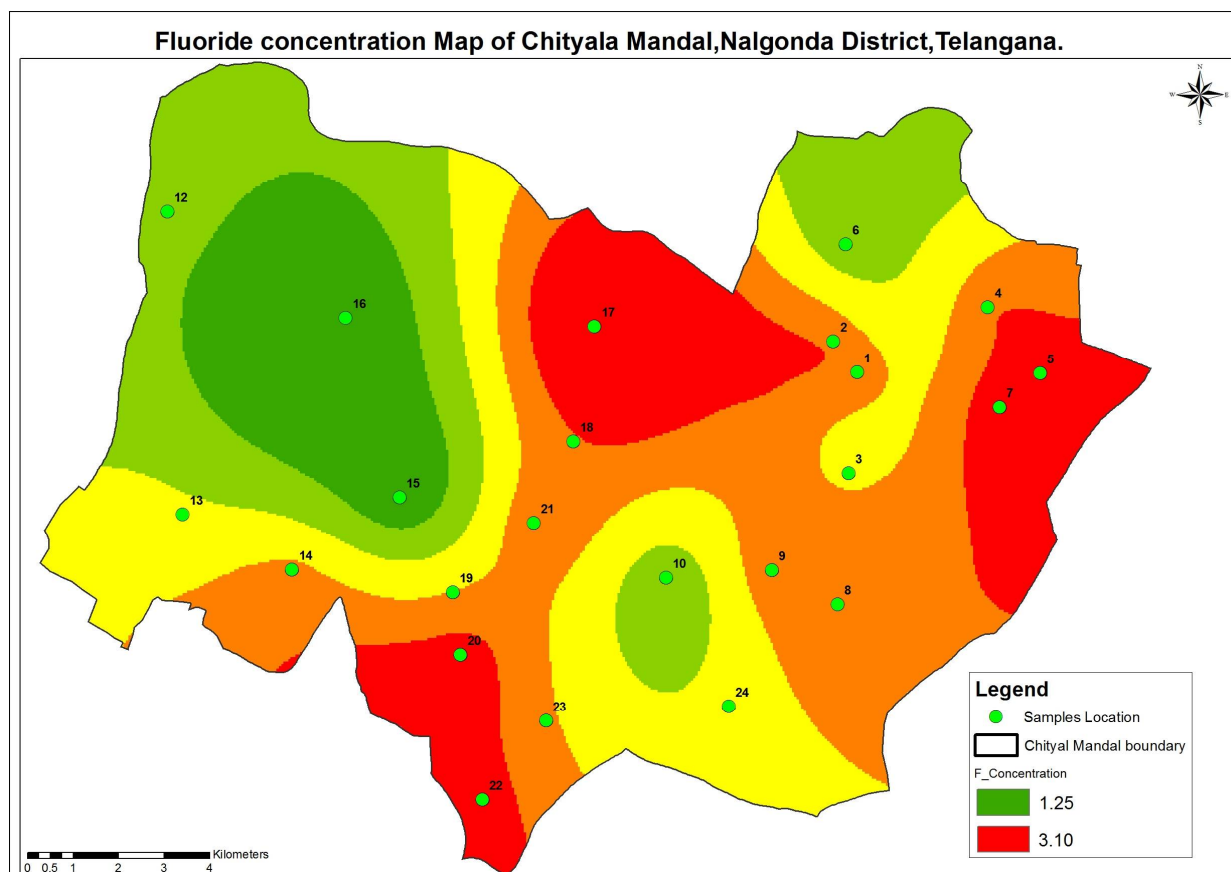 Fluoride concentration Map of Chityala Mandal,Nalgonda District,Telangana.
N
W E
S
12
6
16
4
17
2
5
1
7
18
3
15
13
21
14
10
9
19
8
20
24
23
22
Legend
Samples Location
Chityal Mandal boundary
F_Concentration
1.25
3.10
Kilometers
0 0.5 1 2 3 4